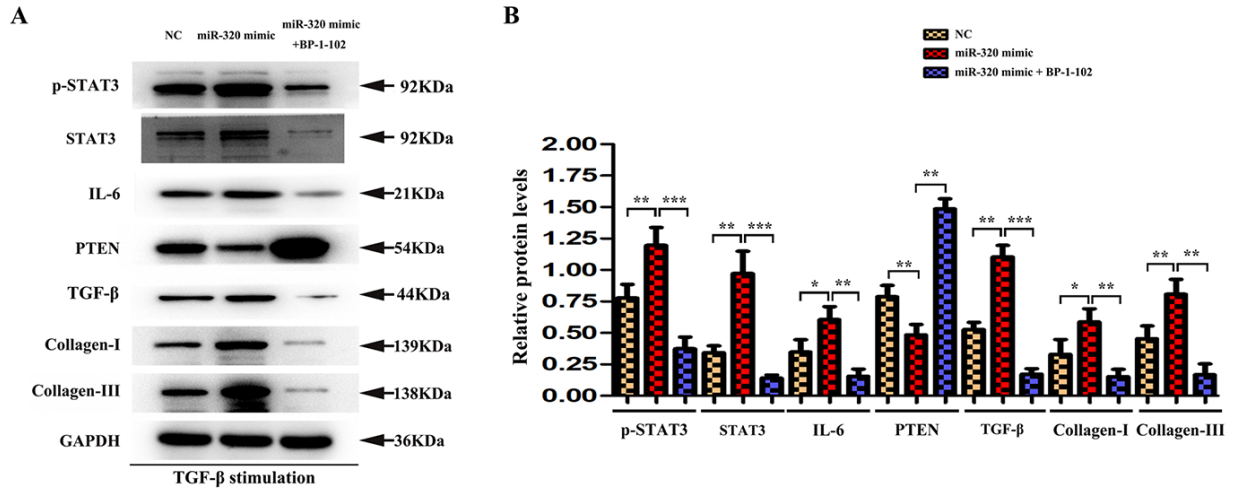 A
NC miR-320 mimic miR-320 mimic
+BP-1-102
p-STAT3 92KDa
STAT3 92KDa
IL-6 21KDa
PTEN 54KDa
TGF-β 44KDa
Collagen-I 139KDa
Collagen-III 138KDa
GAPDH 36KDa
TGF-β stimulation
B
NC
miR-320 mimic
miR-320 mimic + BP-1-102
Relative protein levels
2.00
1.75
1.50
1.25
1.00
0.75
0.50
0.25
0.00
** ***
** ***
* **
** **
** ***
* **
** **
p-STAT3 STAT3 IL-6 PTEN TGF-β Collagen-I Collagen-III